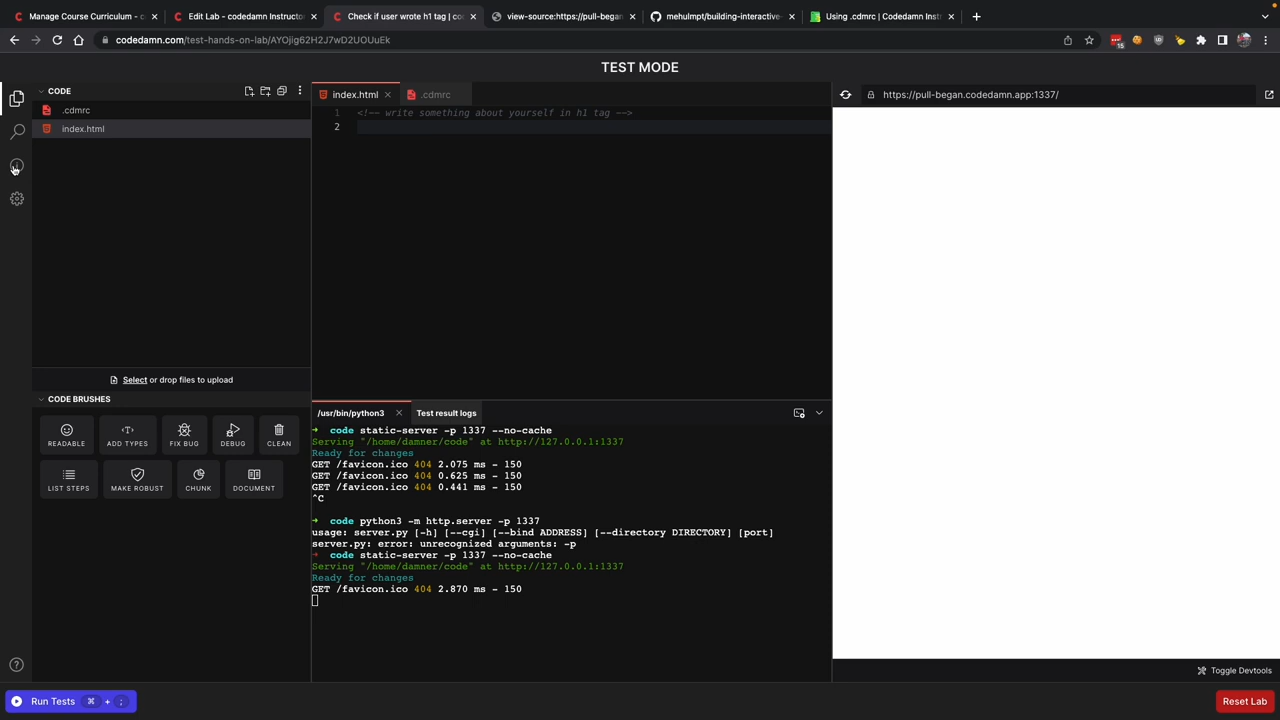 Manage Course Curriculum - c
Edit Lab - codedamn Instructor
Check if user wrote h1 tag | co
view-source:https://pull-began
mehulmpt/building-interactive-
Using .cdmrc | Codedamn Inst
codedamn.com/test-hands-on-lab/AYOjig62H2J7wD2UOUuEk
15
TEST MODE
CODE
.cdmrc
index.html
Select or drop files to upload
CODE BRUSHES
READABLE
ADD TYPES
FIX BUG
DEBUG
CLEAN
LIST STEPS
MAKE ROBUST
CHUNK
DOCUMENT
index.html
.cdmrc
1 <!-- write something about yourself in h1 tag -->
2
/usr/bin/python3
Test result logs
➜ code static-server -p 1337 --no-cache
Serving "/home/damner/code" at http://127.0.0.1:1337
Ready for changes
GET /favicon.ico 404 2.075 ms - 150
GET /favicon.ico 404 0.625 ms - 150
GET /favicon.ico 404 0.441 ms - 150
^C
➜ code python3 -m http.server -p 1337
usage: server.py [-h] [--cgi] [--bind ADDRESS] [--directory DIRECTORY] [port]
server.py: error: unrecognized arguments: -p
➜ code static-server -p 1337 --no-cache
Serving "/home/damner/code" at http://127.0.0.1:1337
Ready for changes
GET /favicon.ico 404 2.870 ms - 150
https://pull-began.codedamn.app:1337/
Toggle Devtools
Run Tests ⌘ + ;
Reset Lab